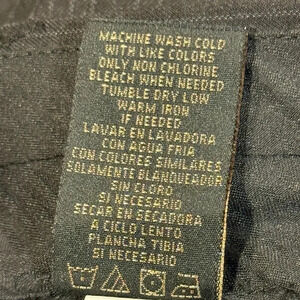 MACHINE WASH COLD
WITH LIKE COLORS
ONLY NON CHLORINE
BLEACH WHEN NEEDED
TUMBLE DRY LOW
WARM IRON
IF NEEDED
LAVAR EN LAVADORA
CON AGUA FRIA
CON COLORES SIMILARES
SOLAMENTE BLANQUEADOR
SIN CLORO
SI NECESARIO
SECAR EN SECADORA
A CICLO LENTO
PLANCHA TIBIA
SI NECESARIO